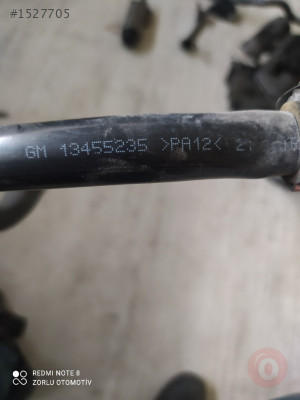 #1527705
GM 13455235 >PA12<
REDMI NOTE 8
ZORLU OTOMOTİV